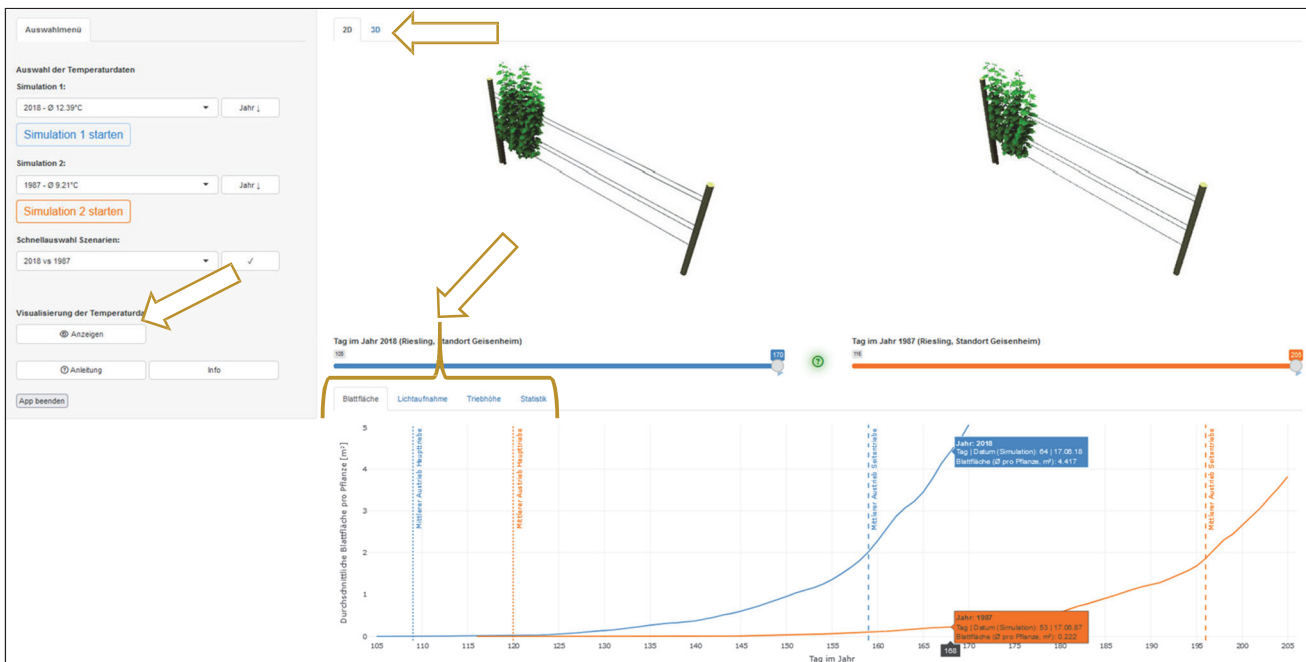 Auswahlmenü
Auswahl der Temperaturdaten
Simulation 1:
2018 - Ø 12.39°C
Jahr ↓
Simulation 1 starten
Simulation 2:
1987 - Ø 9.21°C
Jahr ↓
Simulation 2 starten
Schnellauswahl Szenarien:
2018 vs 1987
✓
Visualisierung der Temperaturda
Anzeigen
Anleitung
Info
App beenden
2D 3D
Tag im Jahr 2018 (Riesling, Standort Geisenheim)
105 170
Tag im Jahr 1987 (Riesling, Standort Geisenheim)
116 205
Blattfläche Lichtaufnahme Triebhöhe Statistik
Durchschnittliche Blattfläche pro Pflanze [m²]
5
4
3
2
1
0
Mittlerer Austrieb Haupttriebe
Mittlerer Austrieb Haupttriebe
Mittlerer Austrieb Seitentriebe
Mittlerer Austrieb Seitentriebe
Jahr: 2018
Tag | Datum (Simulation): 64 | 17.06.18
Blattfläche (Ø pro Pflanze, m²): 4.417
Jahr: 1987
Tag | Datum (Simulation): 53 | 17.06.87
Blattfläche (Ø pro Pflanze, m²): 0.222
105 110 115 120 125 130 135 140 145 150 155 160 165 168 170 175 180 185 190 195 200 205
Tag im Jahr